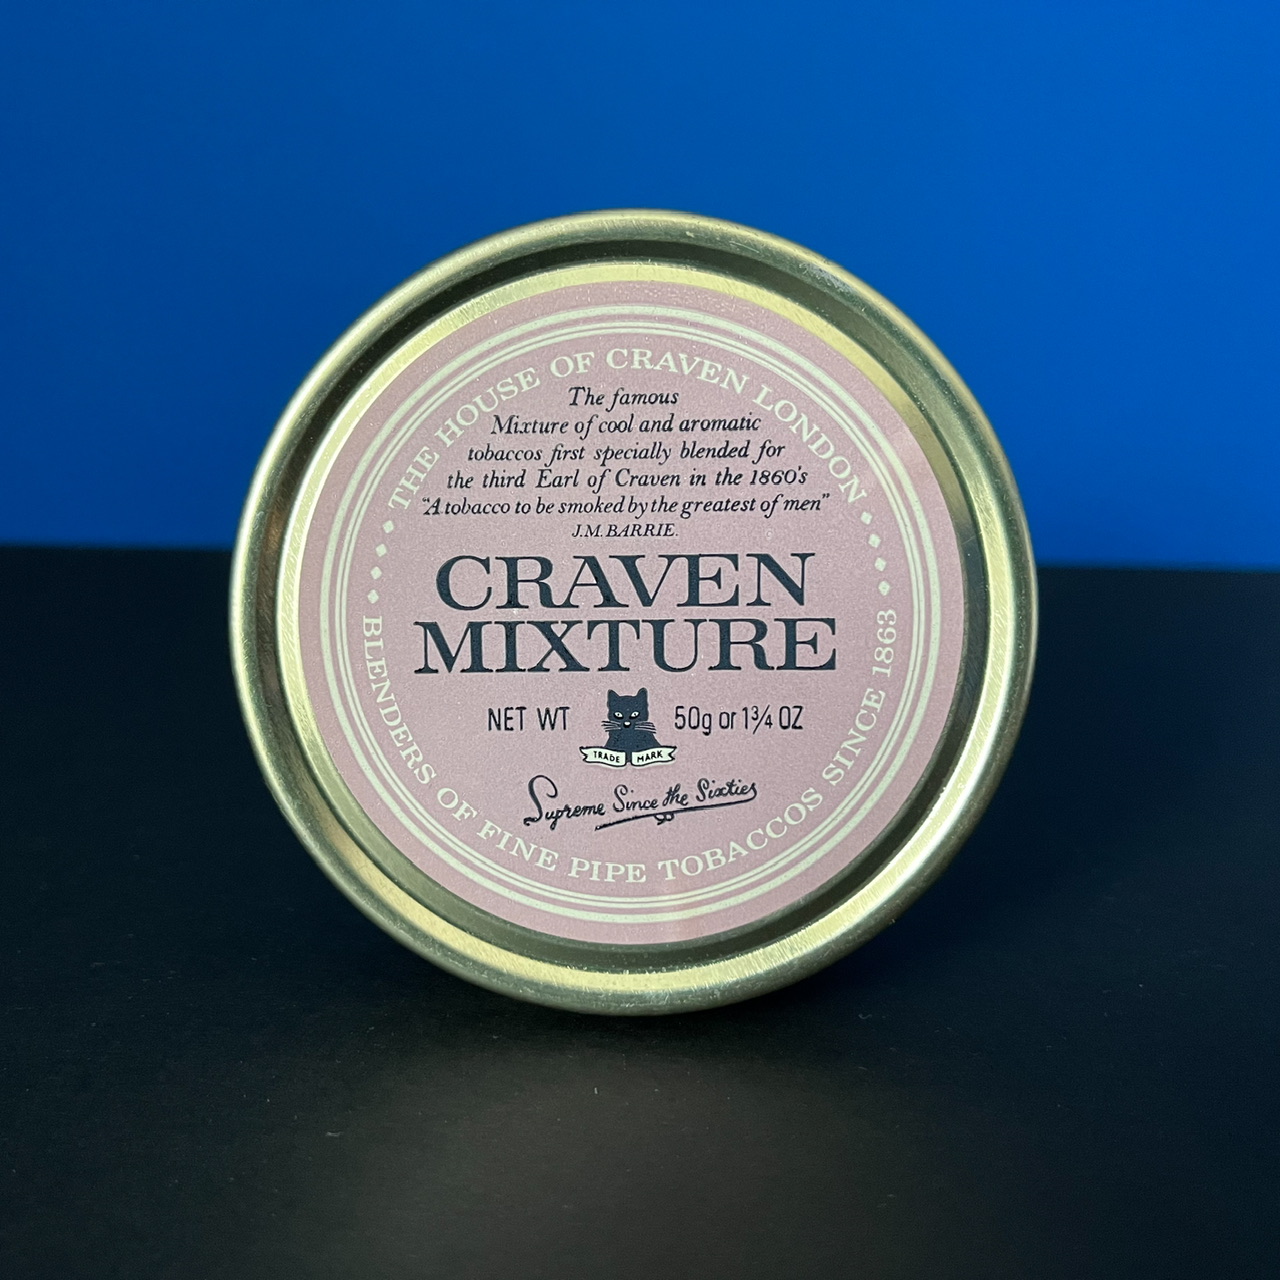 THE HOUSE OF CRAVEN LONDON
The famous
Mixture of cool and aromatic
tobaccos first specially blended for
the third Earl of Craven in the 1860's
"A tobacco to be smoked by the greatest of men"
J.M. BARRIE.
CRAVEN
MIXTURE
NET WT 50g or 1¾ OZ
TRADE MARK
Supreme Since the Sixties
BLENDERS OF FINE PIPE TOBACCOS SINCE 1863